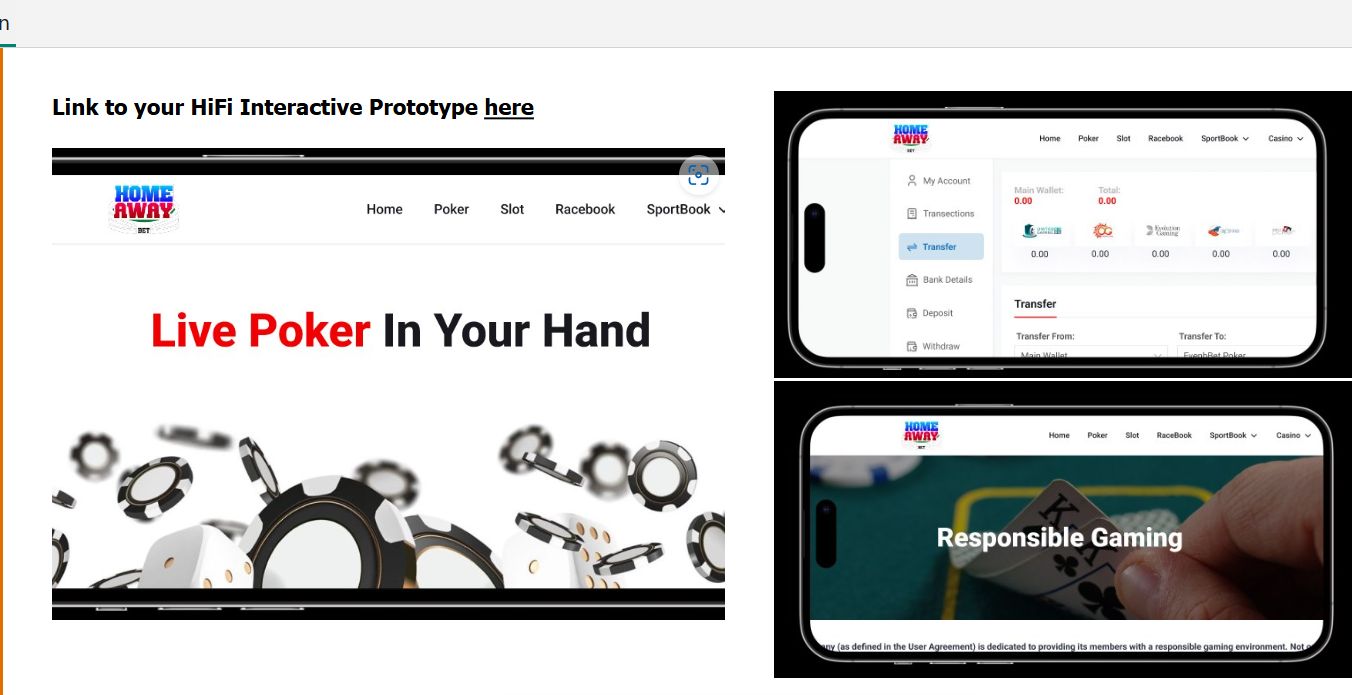 n
Link to your HiFi Interactive Prototype here
HOME
AWAY
BET
Home Poker Slot Racebook SportBook
Live Poker In Your Hand
HOME
AWAY
BET
Home Poker Slot Racebook SportBook Casino
My Account
Transections
Transfer
Bank Details
Deposit
Withdraw
Main Wallet: Total:
0.00 0.00
Evolution
Gaming
0.00 0.00 0.00 0.00 0.00
Transfer
Transfer From: Transfer To:
Main Wallet EvenbBet Poker
HOME
AWAY
BET
Home Poker Slot RaceBook SportBook Casino
K A
Responsible Gaming
ny (as defined in the User Agreement) is dedicated to providing its members with a responsible gaming environment. Not